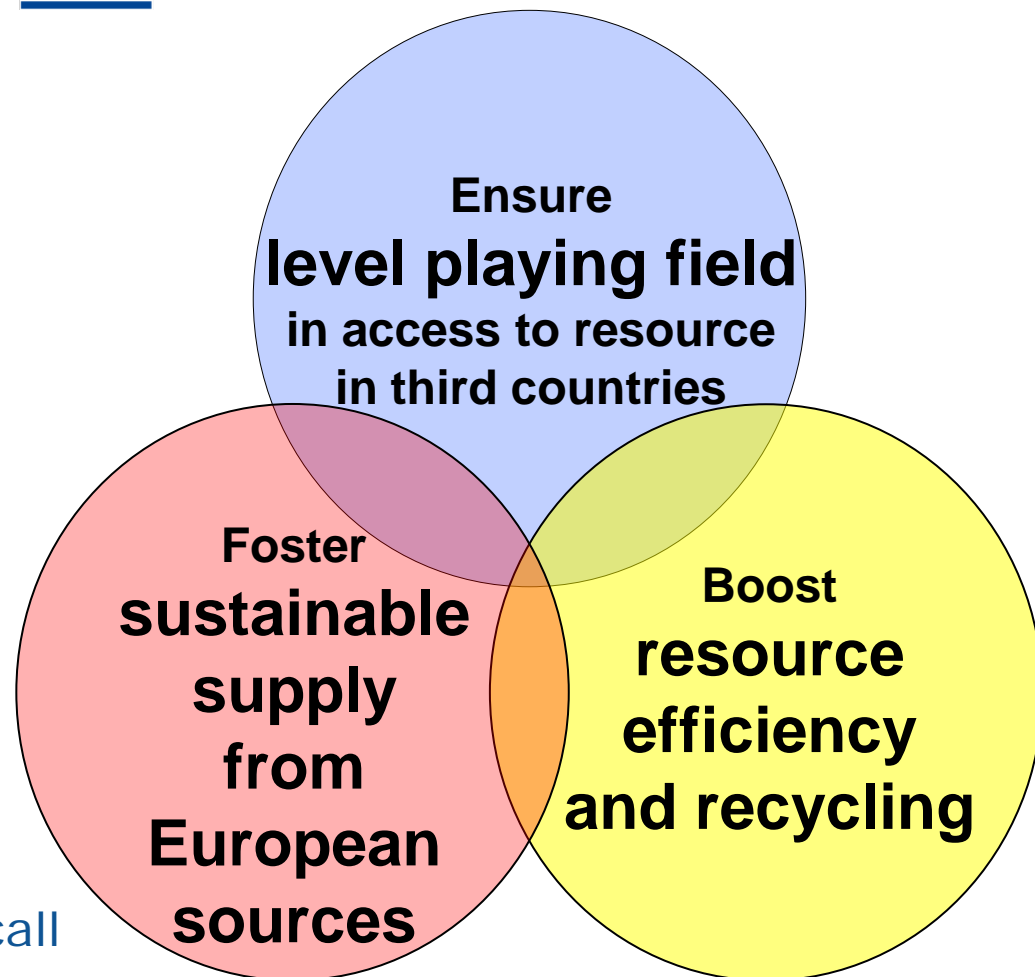 Ensure
level playing field
in access to resource
in third countries
Foster
sustainable
supply
from
European
sources
Boost
resource
efficiency
and recycling
call